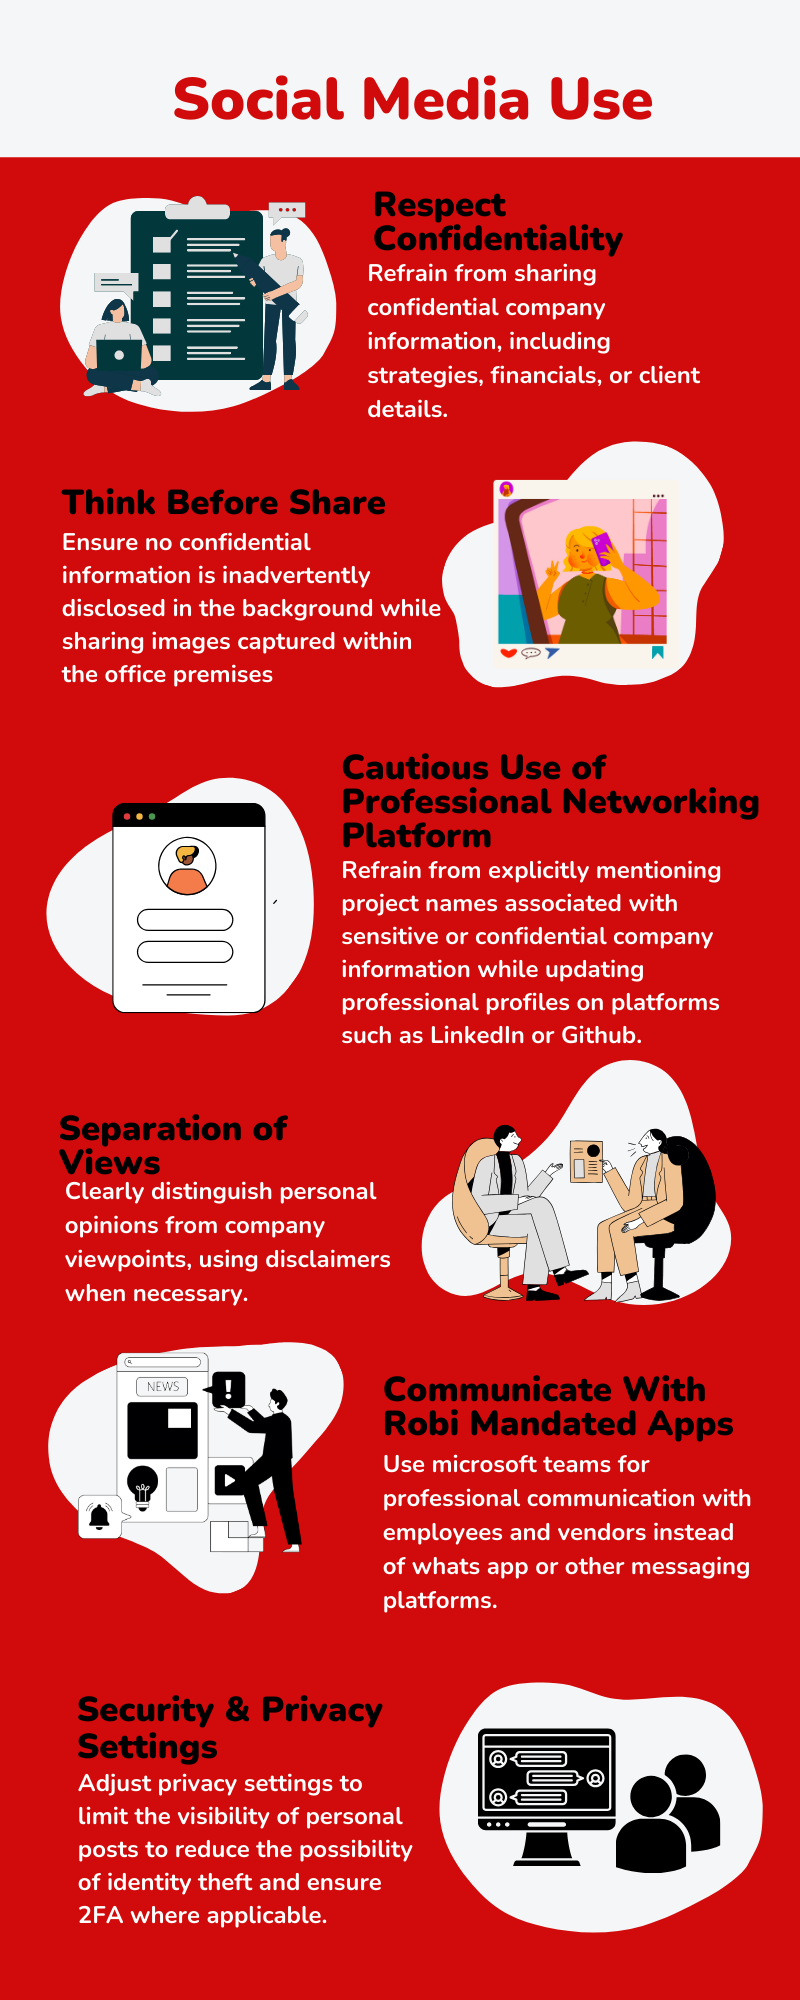 Social Media Use
Respect
Confidentiality
Refrain from sharing
confidential company
information, including
strategies, financials, or client
details.
Think Before Share
Ensure no confidential
information is inadvertently
disclosed in the background while
sharing images captured within
the office premises
Cautious Use of
Professional Networking
Platform
Refrain from explicitly mentioning
project names associated with
sensitive or confidential company
information while updating
professional profiles on platforms
such as LinkedIn or Github.
Separation of
Views
Clearly distinguish personal
opinions from company
viewpoints, using disclaimers
when necessary.
NEWS
!
Communicate With
Robi Mandated Apps
Use microsoft teams for
professional communication with
employees and vendors instead
of whats app or other messaging
platforms.
Security & Privacy
Settings
Adjust privacy settings to
limit the visibility of personal
posts to reduce the possibility
of identity theft and ensure
2FA where applicable.